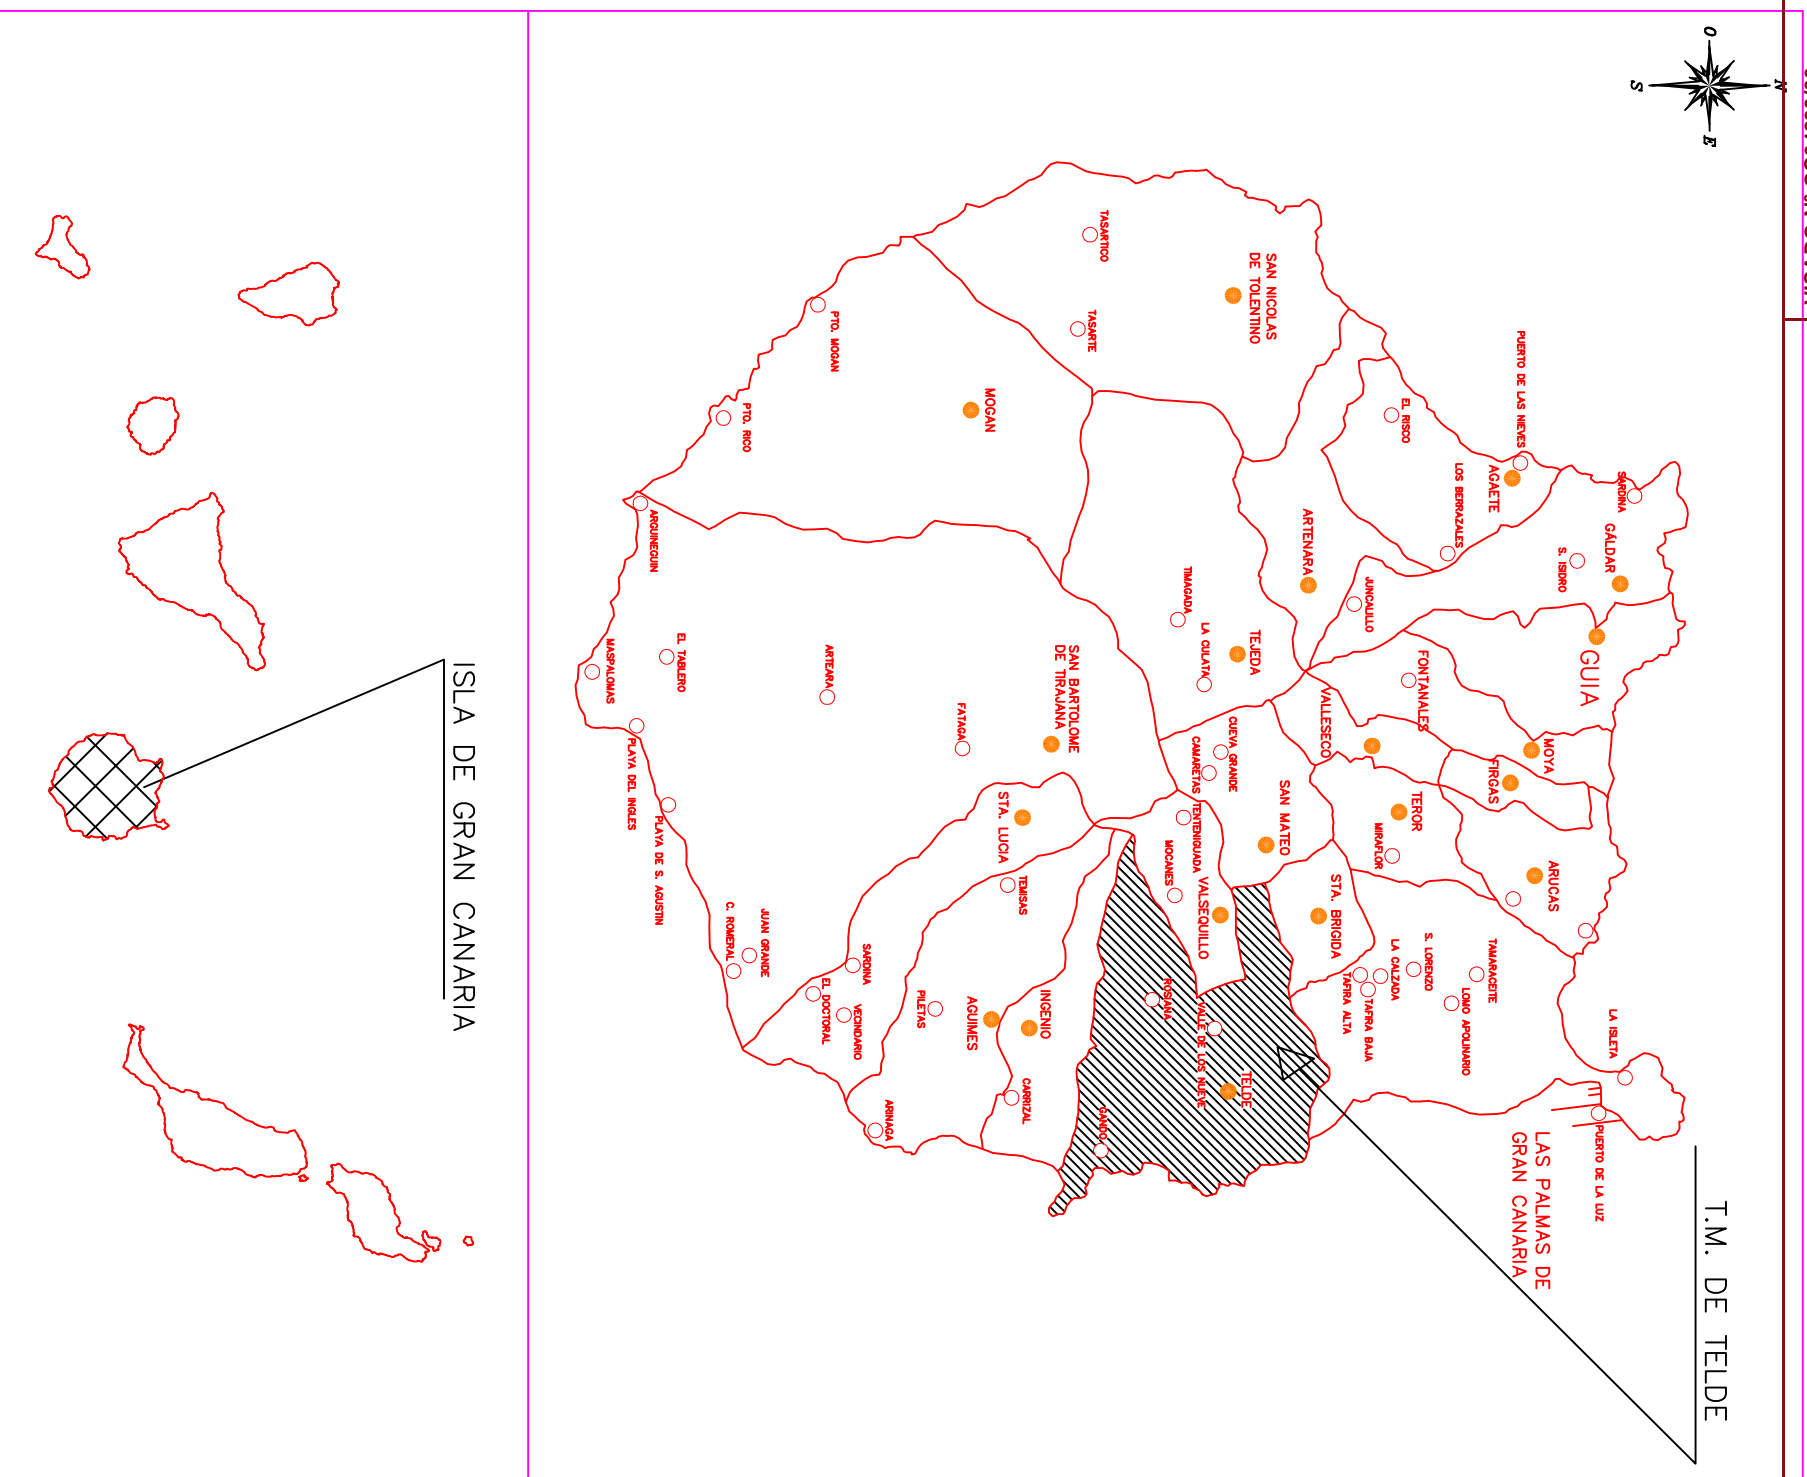 N
O
E
S
T.M. DE TELDE
SARDINA
GÁLDAR
S. ISIDRO
PUERTO DE LAS NIEVES
AGAETE
LOS BERRAZALES
EL RISCO
GUIA
JUNCALILLO
ARTENARA
FONTANALES
MOYA
FIRGAS
VALLESECO
TEROR
MIRAFLOR
ARUCAS
LA ISLETA
PUERTO DE LA LUZ
LAS PALMAS DE
GRAN CANARIA
TAMARACEITE
LOMO APOLINARIO
S. LORENZO
LA CALZADA
TAFIRA BAJA
TAFIRA ALTA
STA. BRIGIDA
SAN MATEO
SAN NICOLAS
DE TOLENTINO
TASARTICO
TASARTE
TEJEDA
LA CULATA
TIMAGADA
CUEVA GRANDE
CAMARETAS
TENTENIGUADA
MOCANES
VALSEQUILLO
TELDE
VALLE DE LOS NUEVE
ROSIANA
GANDO
MOGAN
PTO. MOGAN
PTO. RICO
ARGUINEGUIN
SAN BARTOLOME
DE TIRAJANA
FATAGA
ARTEARA
EL TABLERO
MASPALOMAS
PLAYA DEL INGLES
PLAYA DE S. AGUSTIN
STA. LUCIA
TEMISAS
INGENIO
AGUIMES
CARRIZAL
PILETAS
SARDINA
VECINDARIO
EL DOCTORAL
JUAN GRANDE
C. ROMERAL
ARINAGA
ISLA DE GRAN CANARIA